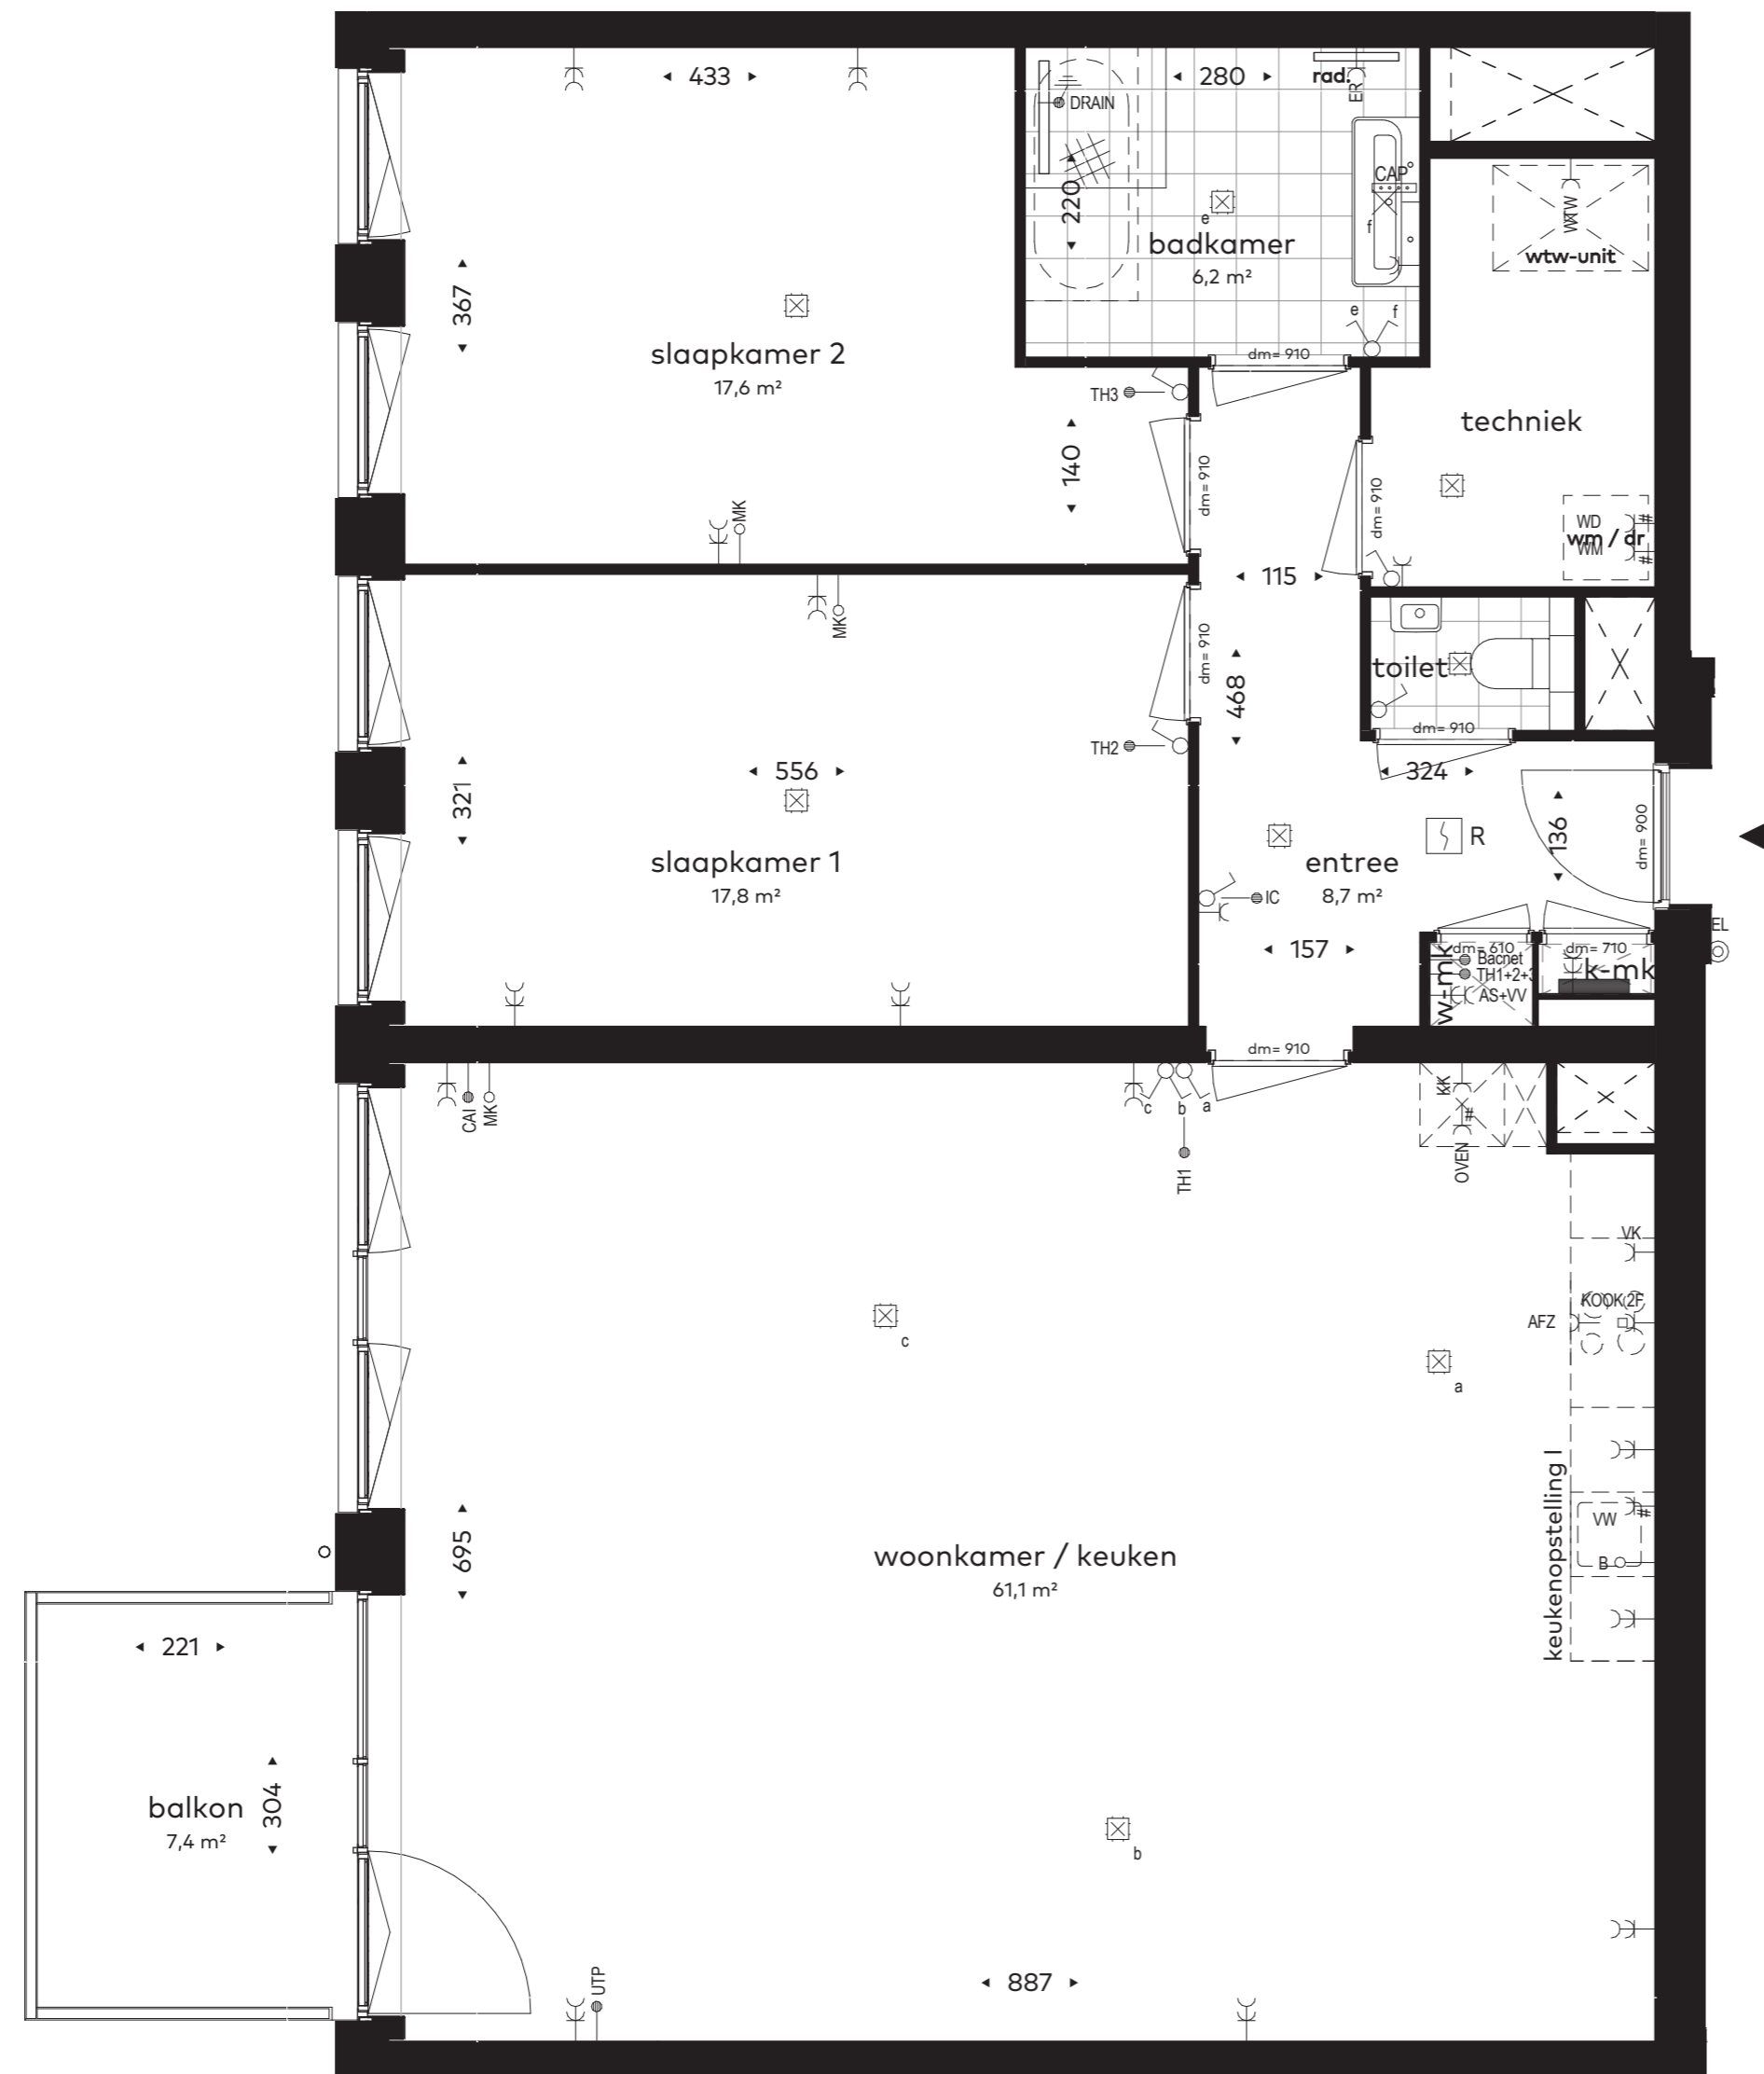 433
280
rad.
ER
DRAIN
CAP
220
e
f
badkamer
6,2 m²
WTW
wtw-unit
367
e
f
slaapkamer 2
17,6 m²
dm= 910
TH3
techniek
140
dm= 910
dm= 910
MK
WD
#
wm / dr
WM
#
115
MK
dm= 910
toilet
468
dm= 910
TH2
556
324
321
136
dm= 900
R
slaapkamer 1
17,8 m²
entree
8,7 m²
IC
EL
157
dm= 610
dm= 710
w-mk
Bacnet
TH1+2+3
AS+VV
k-mk
dm= 910
CAI
MK
c
b
a
TH1
KK
#
OVEN
VK
KOOK 2F
AFZ
c
a
keukenopstelling I
VW
#
B
695
woonkamer / keuken
61,1 m²
221
balkon
7,4 m²
304
b
887
UTP